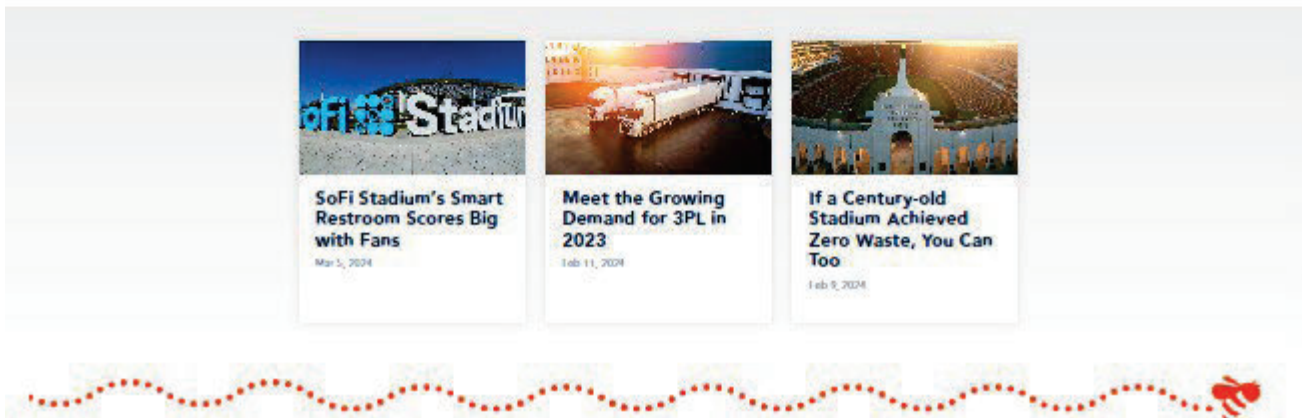 SoFi Stadium
SoFi Stadium's Smart
Restroom Scores Big
with Fans
Mar 5, 2024
Meet the Growing
Demand for 3PL in
2023
Feb 11, 2024
If a Century-old
Stadium Achieved
Zero Waste, You Can
Too
Feb 9, 2024